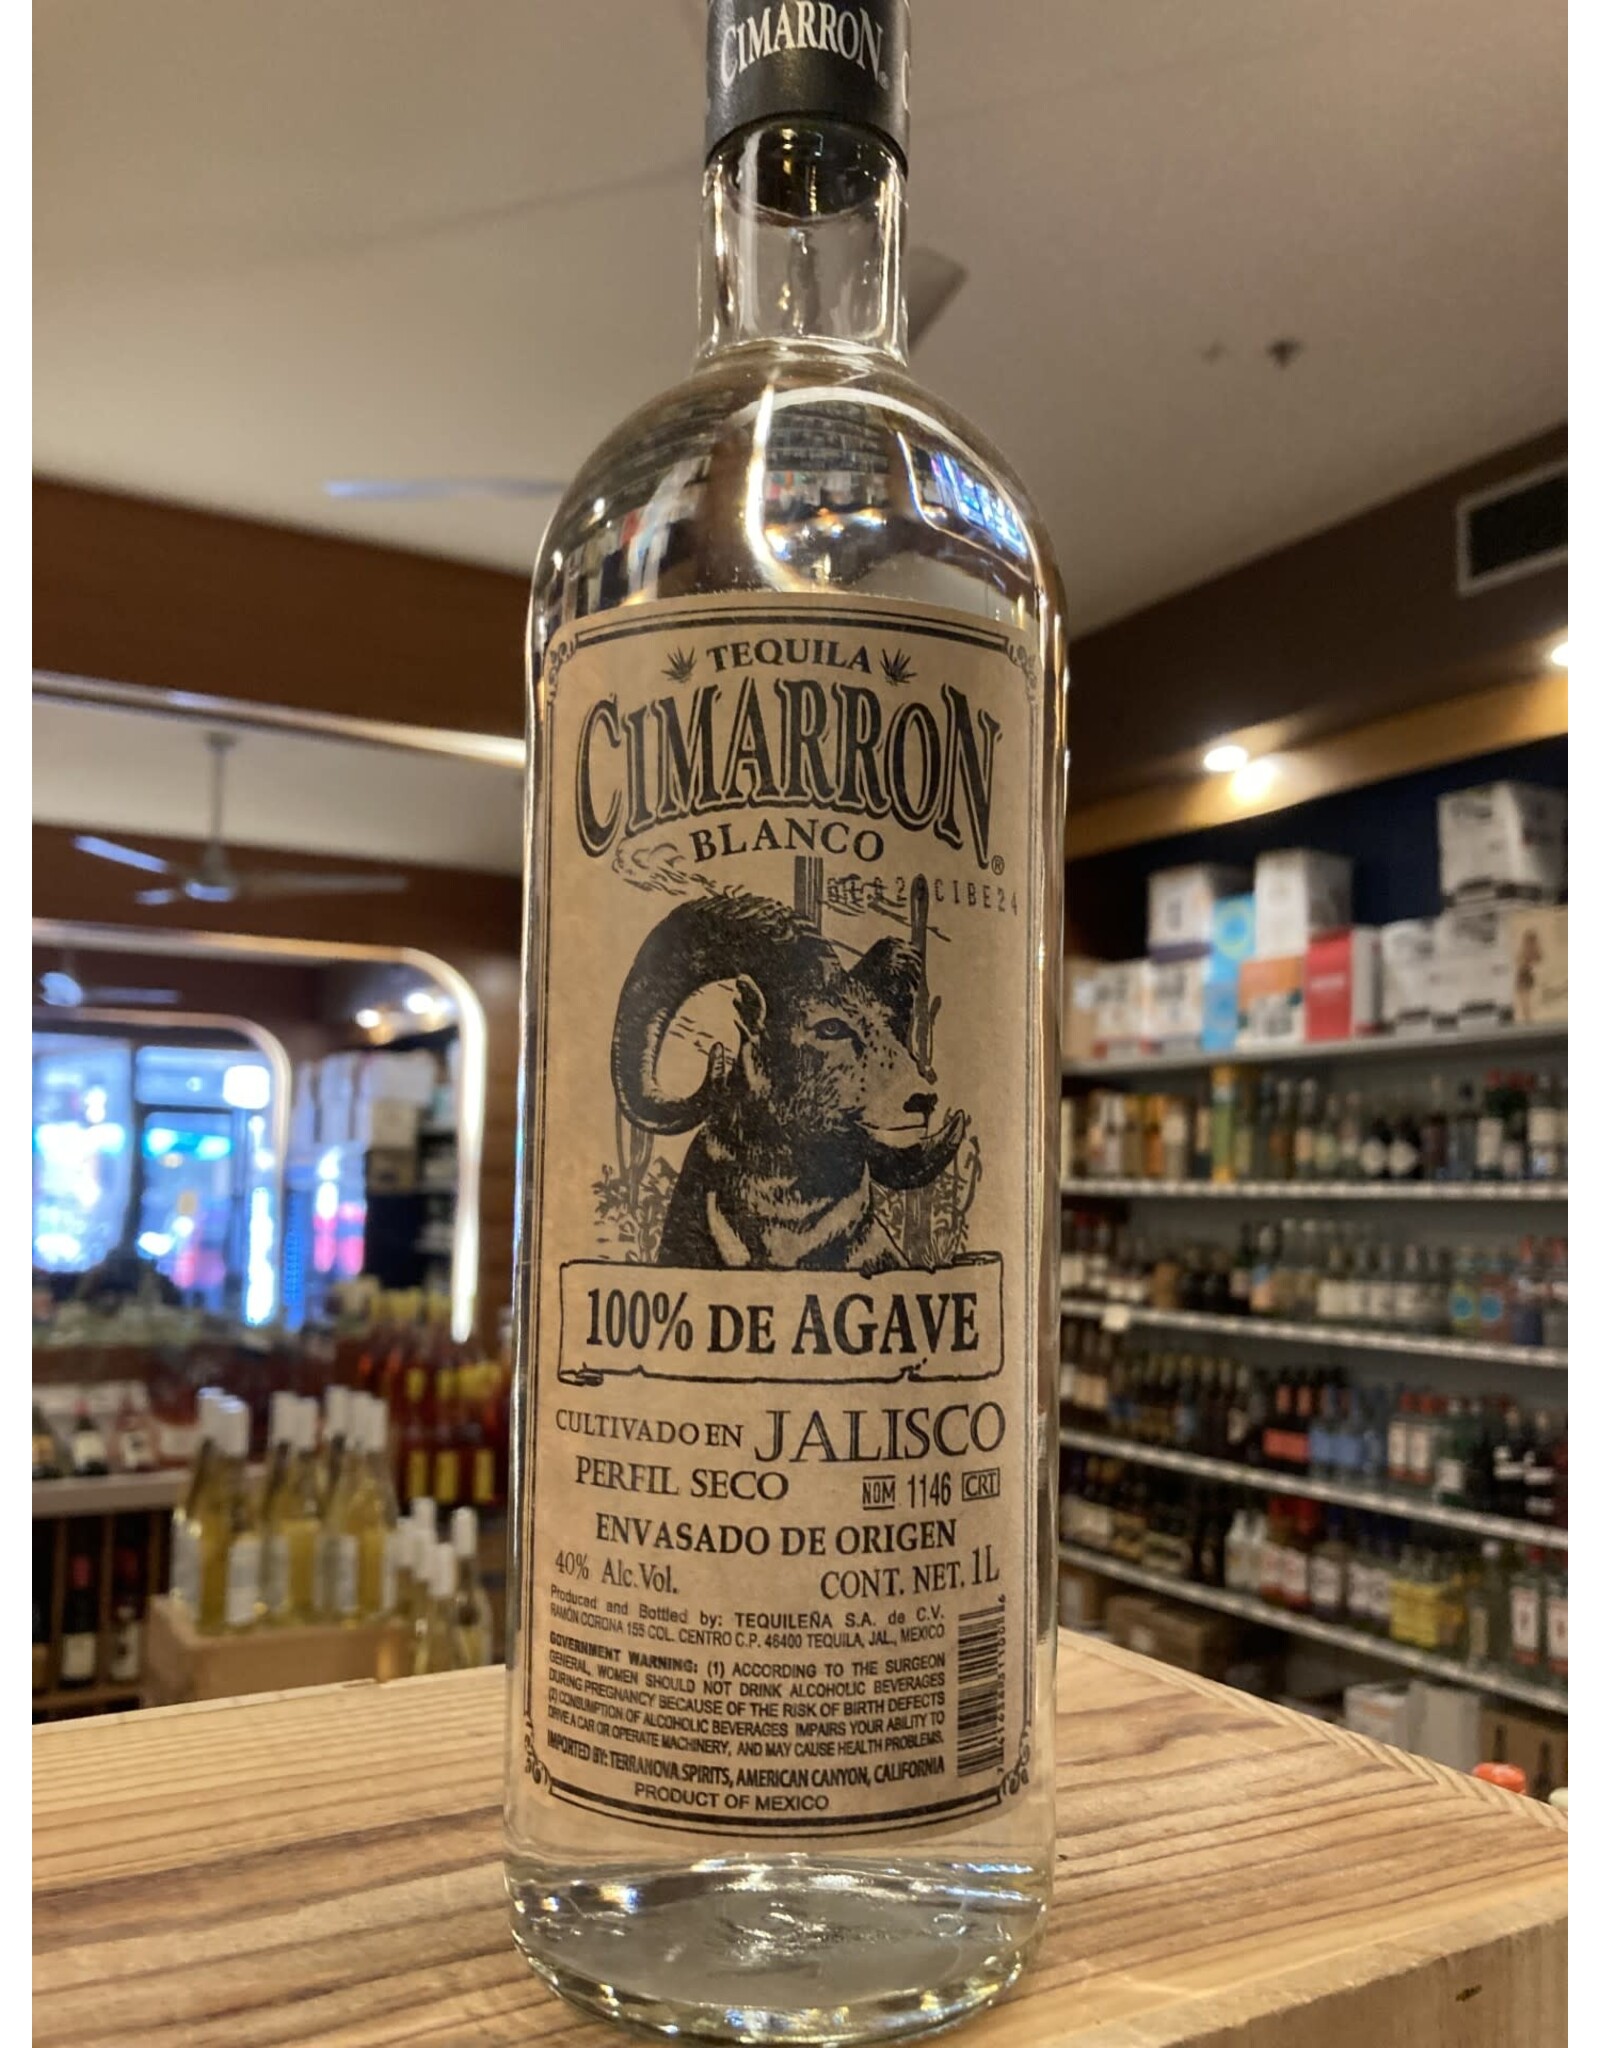 CIMARRON
TEQUILA
CIMARRON®
BLANCO
100% DE AGAVE
CULTIVADO EN JALISCO
PERFIL SECO NOM 1146 CRT
ENVASADO DE ORIGEN
40% Alc. Vol. CONT. NET. 1L
Produced and Bottled by: TEQUILEÑA S.A. de C.V.
RAMÓN CORONA 155 COL. CENTRO C.P. 46400 TEQUILA, JAL., MEXICO
GOVERNMENT WARNING: (1) ACCORDING TO THE SURGEON
GENERAL, WOMEN SHOULD NOT DRINK ALCOHOLIC BEVERAGES
DURING PREGNANCY BECAUSE OF THE RISK OF BIRTH DEFECTS
(2) CONSUMPTION OF ALCOHOLIC BEVERAGES IMPAIRS YOUR ABILITY TO
DRIVE A CAR OR OPERATE MACHINERY, AND MAY CAUSE HEALTH PROBLEMS.
IMPORTED BY: TERRANOVA SPIRITS, AMERICAN CANYON, CALIFORNIA
PRODUCT OF MEXICO